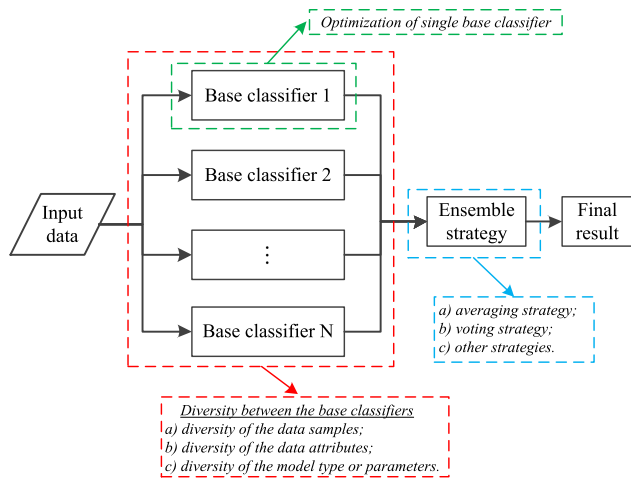 Optimization of single base classifier
Base classifier 1
Base classifier 2
Input
data
⋮
Base classifier N
Ensemble
strategy
Final
result
a) averaging strategy;
b) voting strategy;
c) other strategies.
Diversity between the base classifiers
a) diversity of the data samples;
b) diversity of the data attributes;
c) diversity of the model type or parameters.